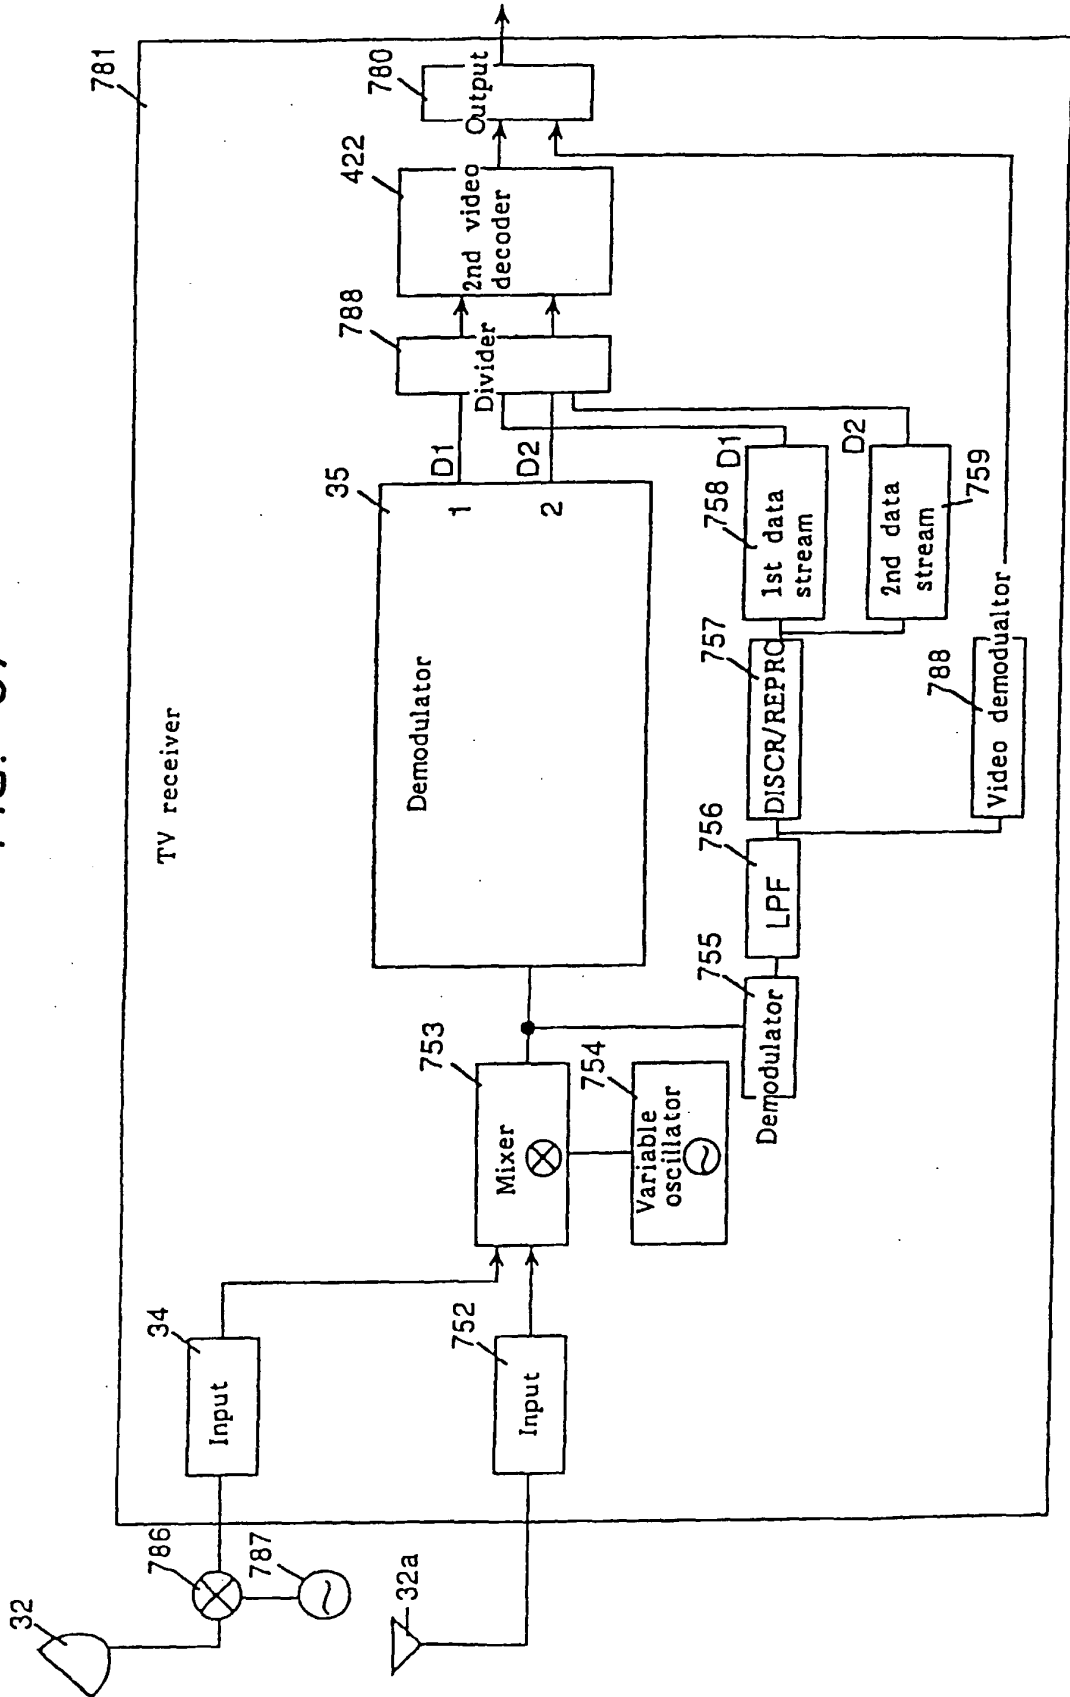 TV receiver
781
32
786
787
32a
34
Input
752
Input
753
Mixer
754
Variable
oscillator
35
Demodulator
1
2
D1
D2
755
Demodulator
756
LPF
757
DISCR/REPRO
758
1st data
stream
D1
759
2nd data
stream
D2
788
Video demodualtor
788
Divider
422
2nd video
decoder
780
Output